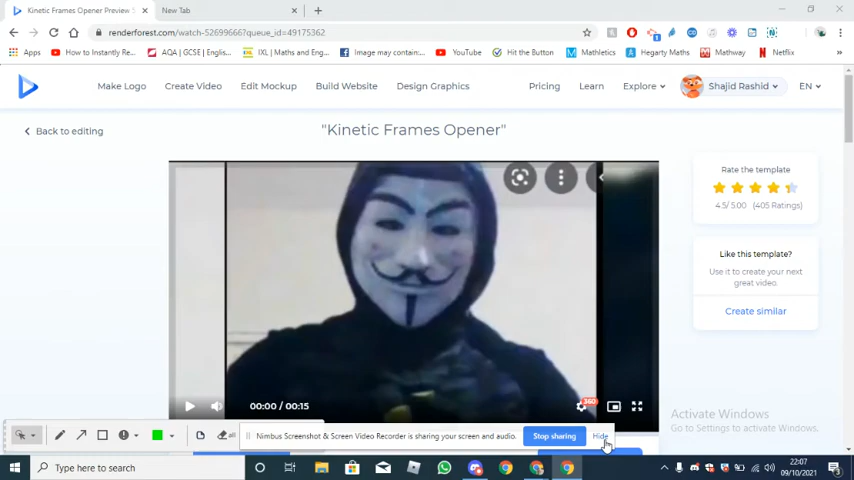 Kinetic Frames Opener Preview
New Tab
renderforest.com/watch-52699666?queue_id=49175362
Apps
How to Instantly Re...
AQA | GCSE | Englis...
IXL | Maths and Eng...
Image may contain:...
YouTube
Hit the Button
Mathletics
Hegarty Maths
Mathway
Netflix
Make Logo
Create Video
Edit Mockup
Build Website
Design Graphics
Pricing
Learn
Explore
Shajid Rashid
EN
Back to editing
"Kinetic Frames Opener"
Rate the template
4.5/ 5.00 (405 Ratings)
Like this template?
Use it to create your next
great video.
Create similar
00:00 / 00:15
360
Activate Windows
Go to Settings to activate Windows.
Nimbus Screenshot & Screen Video Recorder is sharing your screen and audio.
Stop sharing
Hide
Type here to search
22:07
09/10/2021
3